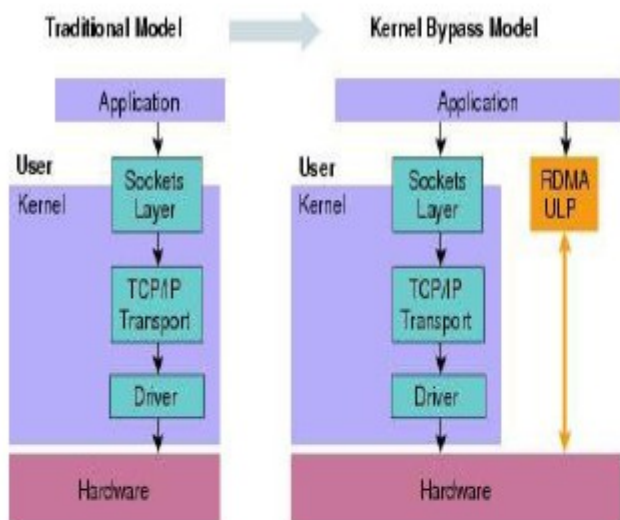 Traditional Model
Kernel Bypass Model
Application
User
Kernel
Sockets
Layer
TCP/IP
Transport
Driver
Hardware
Application
User
Kernel
Sockets
Layer
RDMA
ULP
TCP/IP
Transport
Driver
Hardware